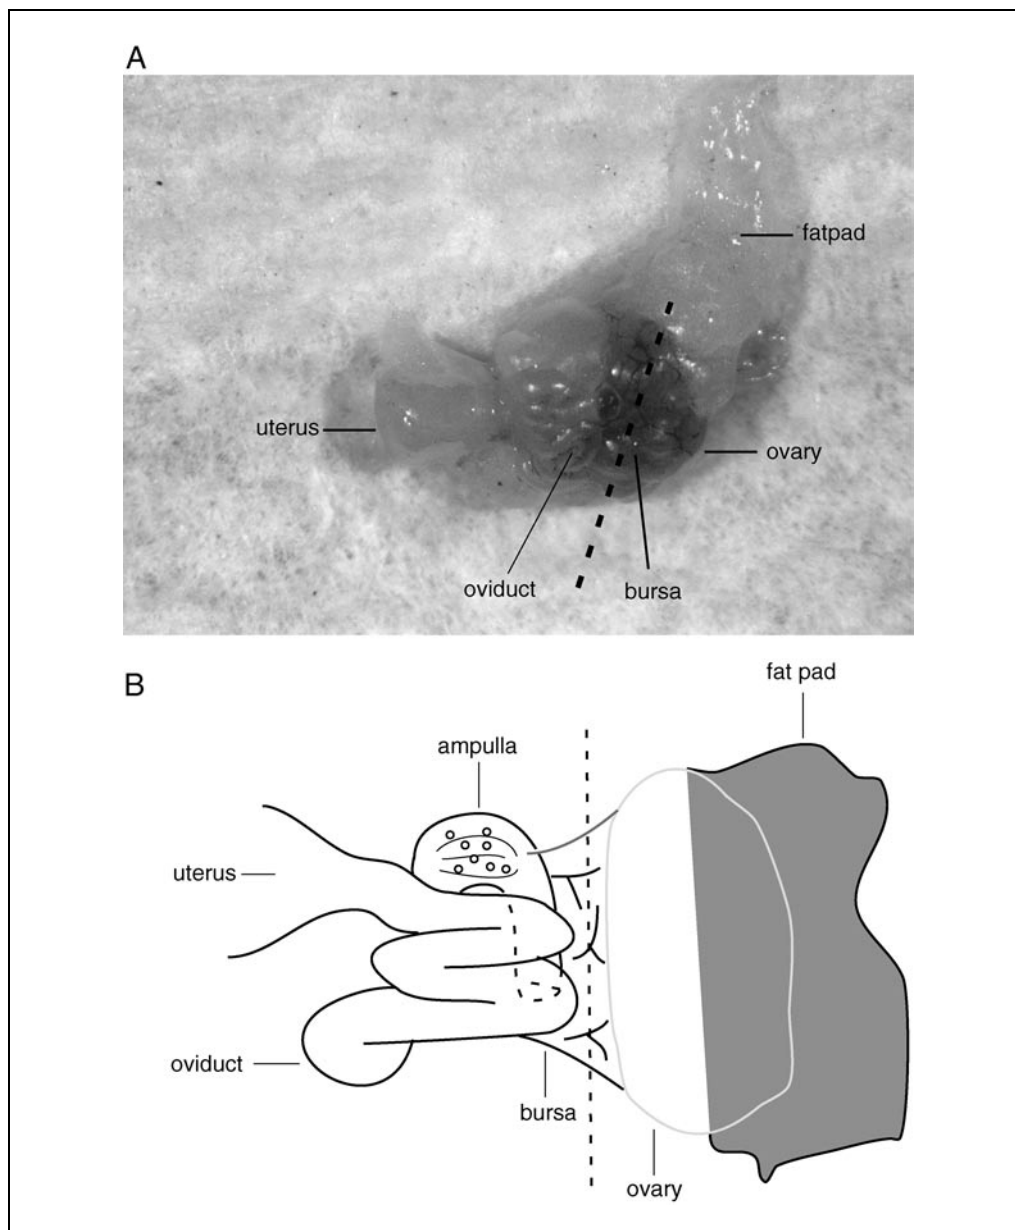 A
fatpad
uterus
ovary
oviduct
bursa
B
fat pad
ampulla
uterus
oviduct
bursa
ovary